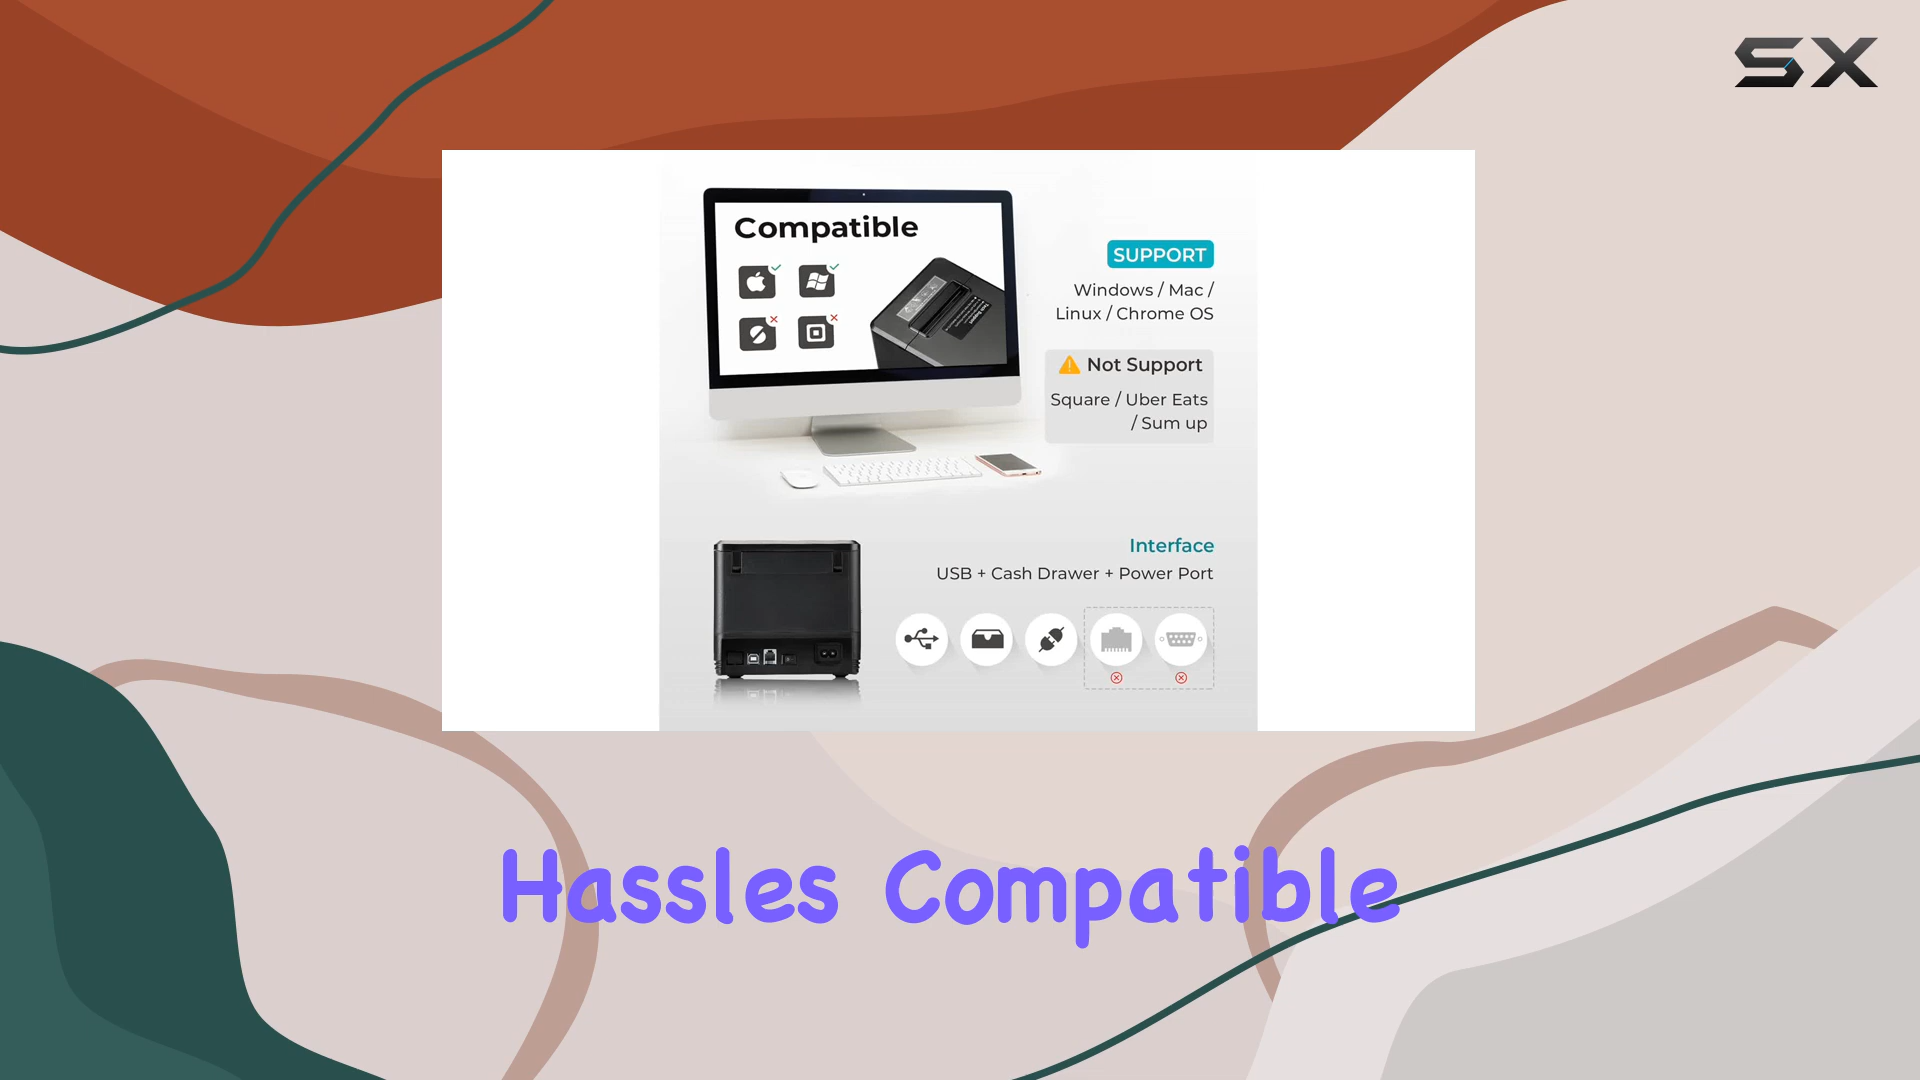 SX
Compatible
SUPPORT
Windows / Mac /
Linux / Chrome OS
Not Support
Square / Uber Eats
/ Sum up
Interface
USB + Cash Drawer + Power Port
Hassles Compatible